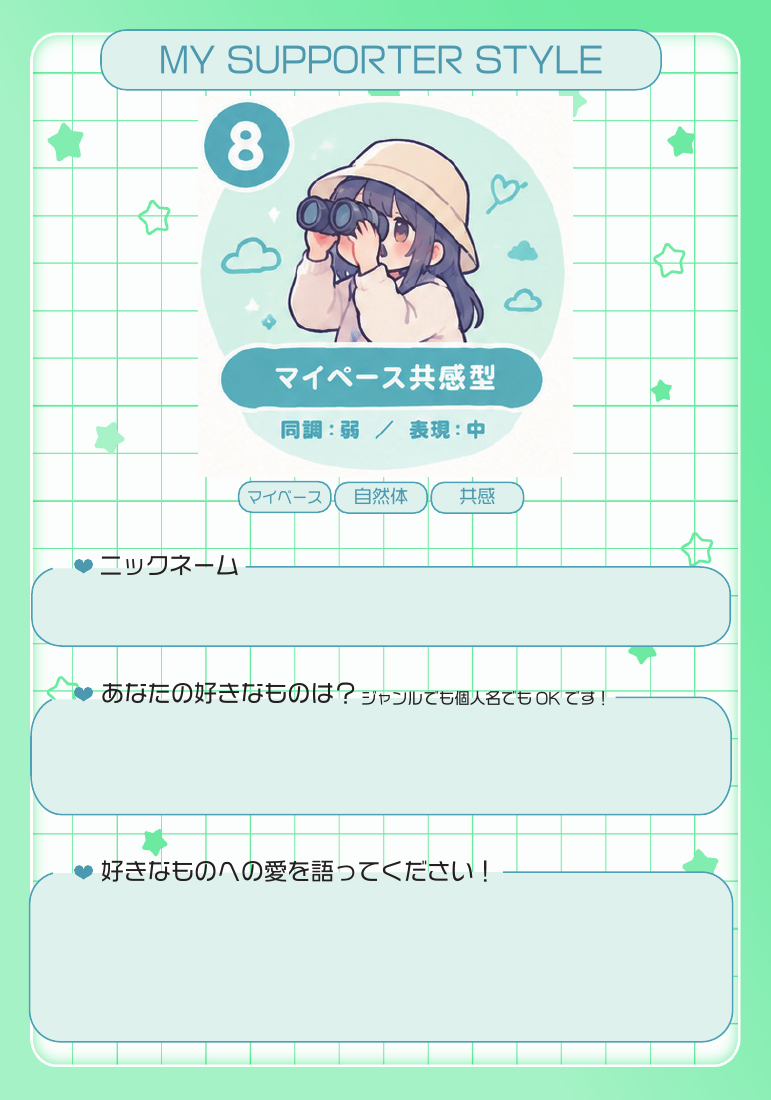 MY SUPPORTER STYLE
8
マイペース共感型
同調：弱 ／ 表現：中
マイペース 自然体 共感
ニックネーム
あなたの好きなものは？ ジャンルでも個人名でも OK です！
好きなものへの愛を語ってください！